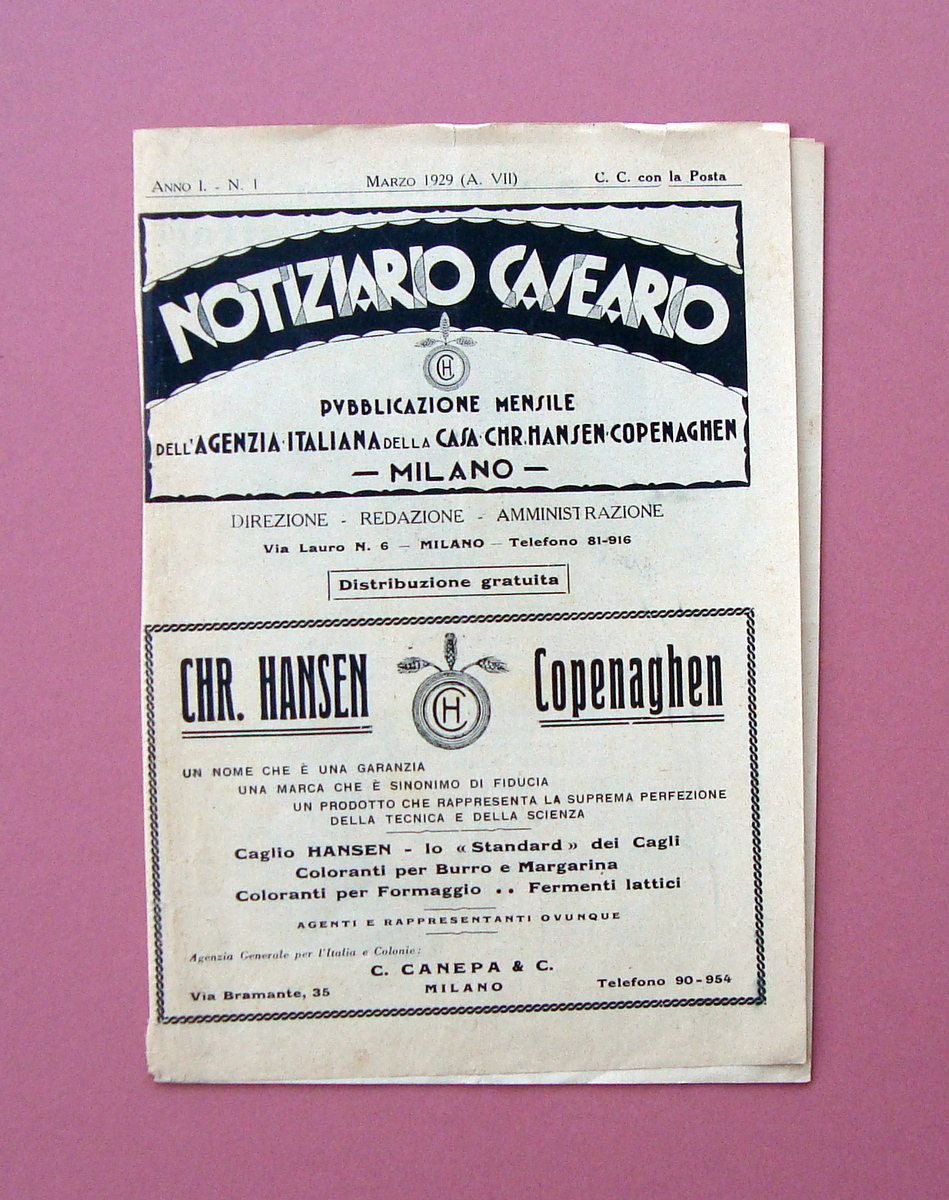 ANNO I. - N. 1 MARZO 1929 (A. VII) C. C. con la Posta
NOTIZIARIO CASEARIO
CH
PVBBLICAZIONE MENSILE
DELL'AGENZIA·ITALIANA DELLA CASA·CHR.HANSEN·COPENAGHEN
— MILANO —
DIREZIONE - REDAZIONE - AMMINISTRAZIONE
Via Lauro N. 6 — MILANO — Telefono 81-916
Distribuzione gratuita
CHR. HANSEN CH Copenaghen
UN NOME CHE È UNA GARANZIA
UNA MARCA CHE È SINONIMO DI FIDUCIA
UN PRODOTTO CHE RAPPRESENTA LA SUPREMA PERFEZIONE
DELLA TECNICA E DELLA SCIENZA
Caglio HANSEN - lo « Standard » dei Cagli
Coloranti per Burro e Margarina
Coloranti per Formaggio .. Fermenti lattici
AGENTI E RAPPRESENTANTI OVUNQUE
Agenzia Generale per l'Italia e Colonie:
C. CANEPA & C.
Via Bramante, 35 MILANO Telefono 90-954